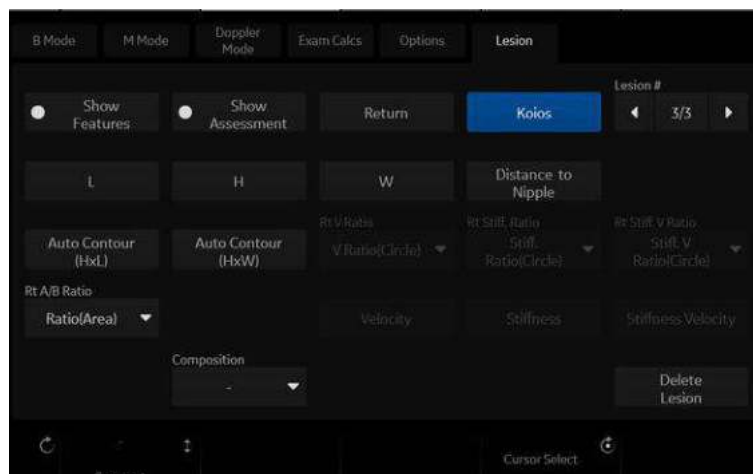 B Mode
M Mode
Doppler
Mode
Exam Calcs
Options
Lesion
Lesion #
Show
Features
Show
Assessment
Return
Koios
3/3
L
H
W
Distance to
Nipple
Auto Contour
(HxL)
Auto Contour
(HxW)
Rt V Ratio
V Ratio(Circle)
Rt Stiff. Ratio
Stiff.
Ratio(Circle)
Rt Stiff. V Ratio
Stiff. V
Ratio(Circle)
Rt A/B Ratio
Ratio(Area)
Velocity
Stiffness
Stiffness Velocity
Composition
-
Delete
Lesion
Cursor Select